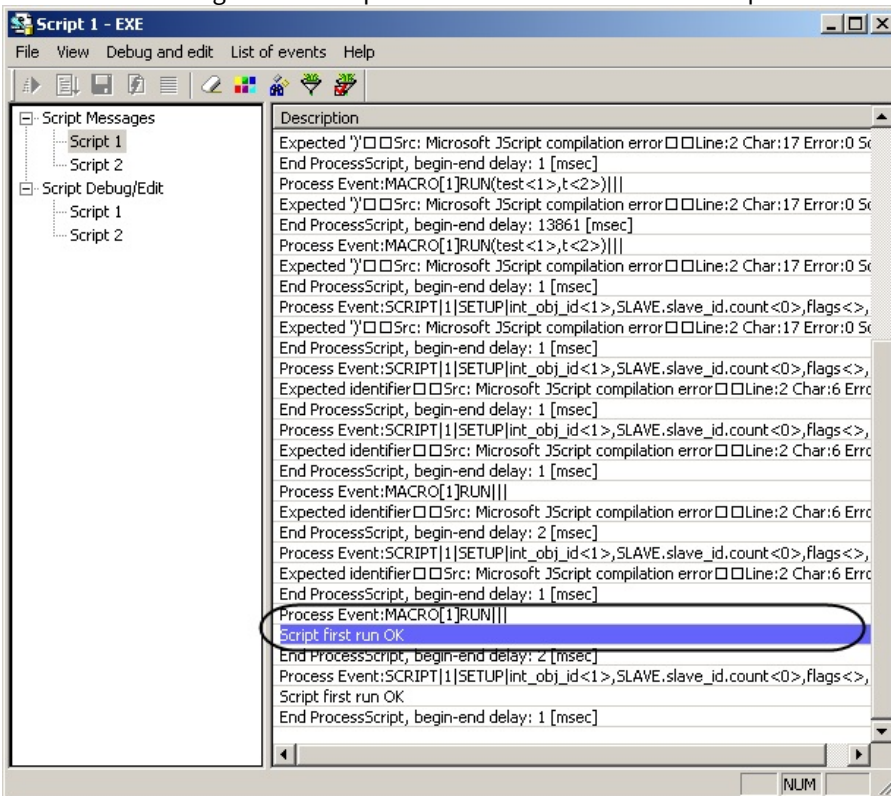 Script 1 - EXE
File View Debug and edit List of events Help
Script Messages
Script 1
Script 2
Script Debug/Edit
Script 1
Script 2
Description
Expected ')'□□Src: Microsoft JScript compilation error□□Line:2 Char:17 Error:0
End ProcessScript, begin-end delay: 1 [msec]
Process Event:MACRO[1]RUN(test<1>,t<2>)|||
Expected ')'□□Src: Microsoft JScript compilation error□□Line:2 Char:17 Error:0
End ProcessScript, begin-end delay: 13861 [msec]
Process Event:MACRO[1]RUN(test<1>,t<2>)|||
Expected ')'□□Src: Microsoft JScript compilation error□□Line:2 Char:17 Error:0
End ProcessScript, begin-end delay: 1 [msec]
Process Event:SCRIPT|1|SETUP|int_obj_id<1>,SLAVE.slave_id.count<0>,flags<>,
Expected ')'□□Src: Microsoft JScript compilation error□□Line:2 Char:17 Error:0
End ProcessScript, begin-end delay: 1 [msec]
Process Event:SCRIPT|1|SETUP|int_obj_id<1>,SLAVE.slave_id.count<0>,flags<>,
Expected identifier□□Src: Microsoft JScript compilation error□□Line:2 Char:6
End ProcessScript, begin-end delay: 1 [msec]
Process Event:SCRIPT|1|SETUP|int_obj_id<1>,SLAVE.slave_id.count<0>,flags<>,
Expected identifier□□Src: Microsoft JScript compilation error□□Line:2 Char:6
End ProcessScript, begin-end delay: 1 [msec]
Process Event:MACRO[1]RUN|||
Expected identifier□□Src: Microsoft JScript compilation error□□Line:2 Char:6
End ProcessScript, begin-end delay: 2 [msec]
Process Event:SCRIPT|1|SETUP|int_obj_id<1>,SLAVE.slave_id.count<0>,flags<>,
Expected identifier□□Src: Microsoft JScript compilation error□□Line:2 Char:6
End ProcessScript, begin-end delay: 1 [msec]
Process Event:MACRO[1]RUN|||
Script first run OK
End ProcessScript, begin-end delay: 2 [msec]
Process Event:SCRIPT|1|SETUP|int_obj_id<1>,SLAVE.slave_id.count<0>,flags<>,
Script first run OK
End ProcessScript, begin-end delay: 1 [msec]
NUM